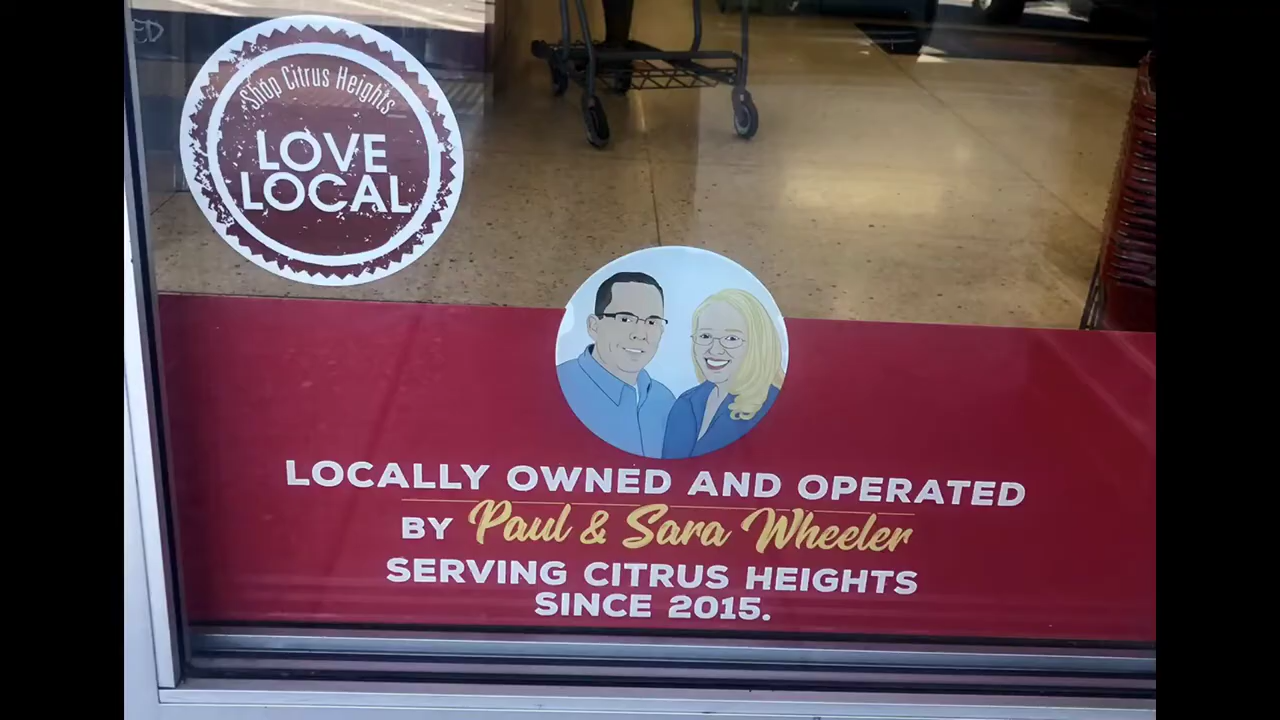 Shop Citrus Heights
LOVE
LOCAL
LOCALLY OWNED AND OPERATED
BY Paul & Sara Wheeler
SERVING CITRUS HEIGHTS
SINCE 2015.